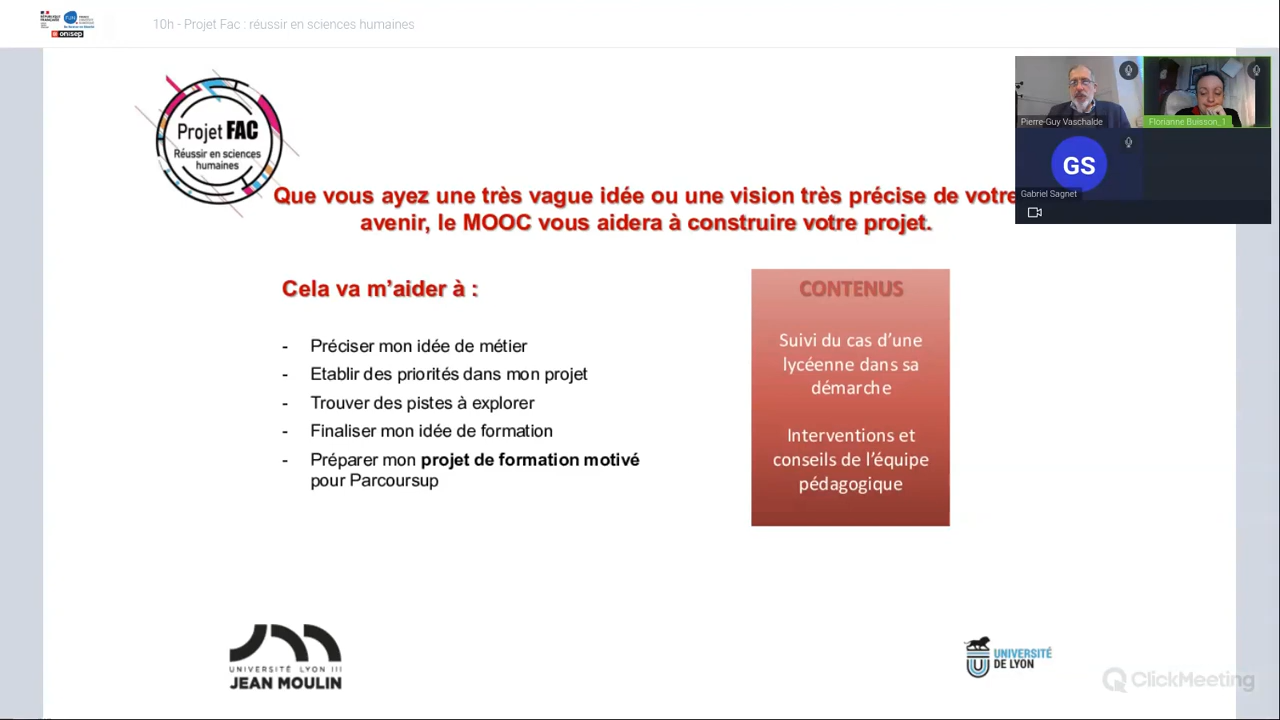 RÉPUBLIQUE
FRANÇAISE
onisep
10h - Projet Fac : réussir en sciences humaines
Projet FAC
Réussir en sciences
humaines
Pierre-Guy Vaschalde
Florianne Buisson_1
GS
Gabriel Sagnet
Que vous ayez une très vague idée ou une vision très précise de votre
avenir, le MOOC vous aidera à construire votre projet.
Cela va m’aider à :
- Préciser mon idée de métier
- Etablir des priorités dans mon projet
- Trouver des pistes à explorer
- Finaliser mon idée de formation
- Préparer mon projet de formation motivé
pour Parcoursup
CONTENUS
Suivi du cas d’une
lycéenne dans sa
démarche
Interventions et
conseils de l’équipe
pédagogique
UNIVERSITÉ LYON III
JEAN MOULIN
UNIVERSITÉ
DE LYON
ClickMeeting